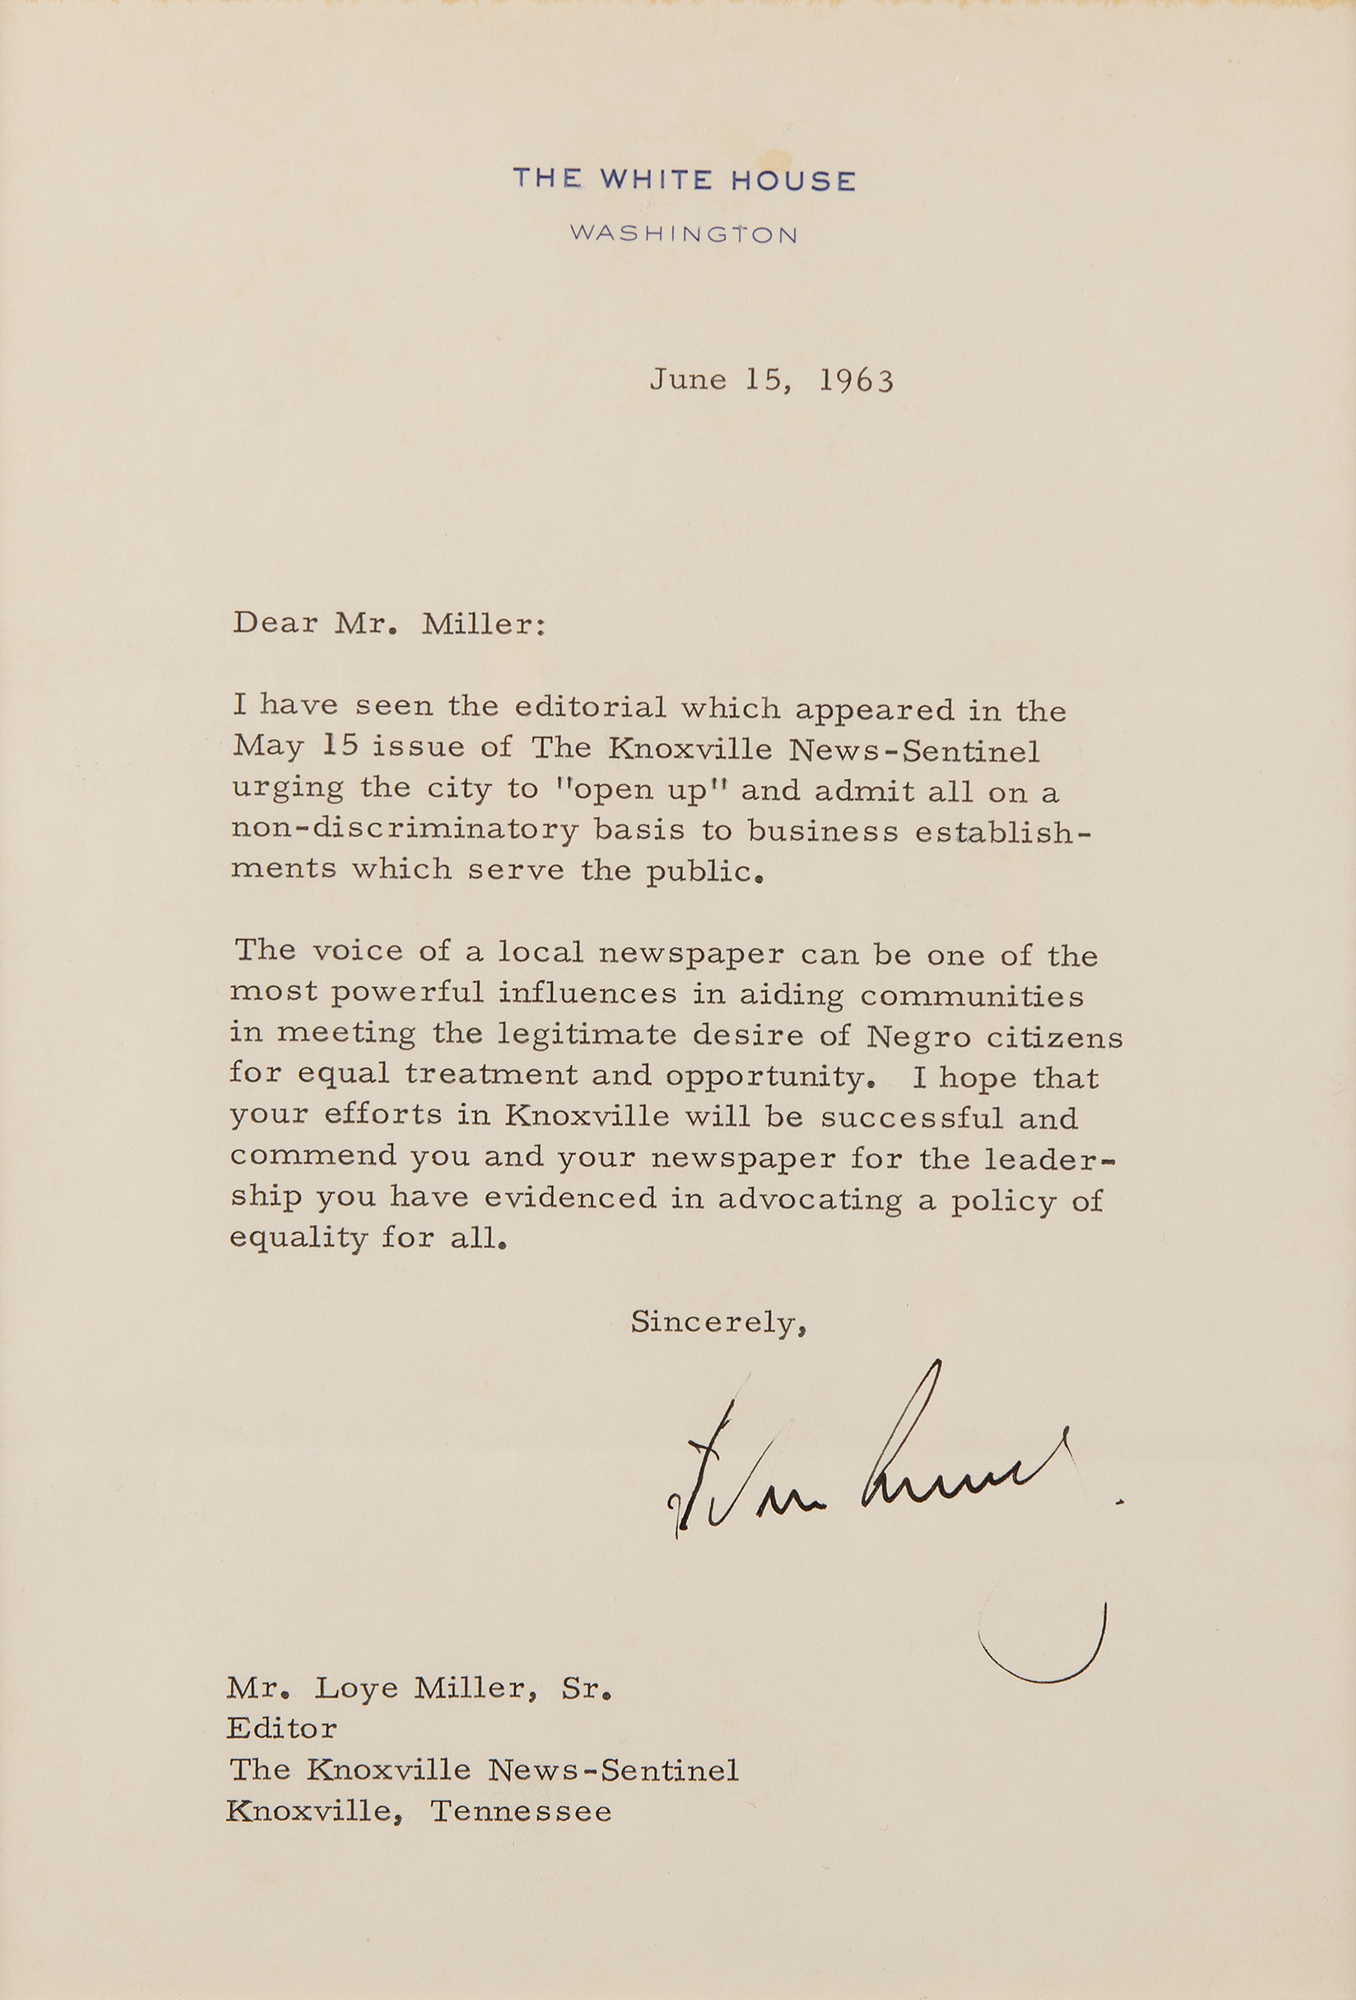 THE WHITE HOUSE
WASHINGTON
June 15, 1963
Dear Mr. Miller:
I have seen the editorial which appeared in the
May 15 issue of The Knoxville News-Sentinel
urging the city to "open up" and admit all on a
non-discriminatory basis to business establish-
ments which serve the public.
The voice of a local newspaper can be one of the
most powerful influences in aiding communities
in meeting the legitimate desire of Negro citizens
for equal treatment and opportunity. I hope that
your efforts in Knoxville will be successful and
commend you and your newspaper for the leader-
ship you have evidenced in advocating a policy of
equality for all.
Sincerely,
Mr. Loye Miller, Sr.
Editor
The Knoxville News-Sentinel
Knoxville, Tennessee